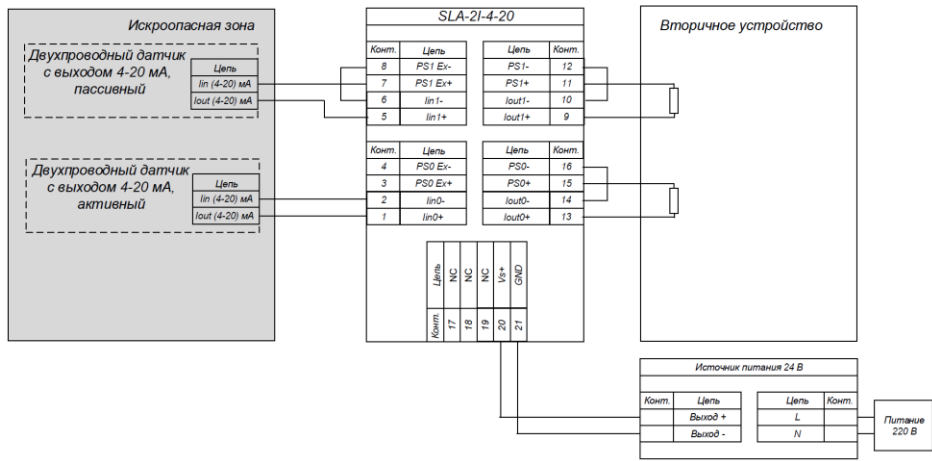 Искроопасная зона
Двухпроводный датчик
с выходом 4-20 мА,
пассивный
Цепь
Iin (4-20) мА
Iout (4-20) мА
Двухпроводный датчик
с выходом 4-20 мА,
активный
Цепь
Iin (4-20) мА
Iout (4-20) мА
SLA-2I-4-20
Конт. Цепь
8 PS1 Ex-
7 PS1 Ex+
6 Iin1-
5 Iin1+
Цепь Конт.
PS1- 12
PS1+ 11
Iout1- 10
Iout1+ 9
Конт. Цепь
4 PS0 Ex-
3 PS0 Ex+
2 Iin0-
1 Iin0+
Цепь Конт.
PS0- 16
PS0+ 15
Iout0- 14
Iout0+ 13
Конт. Цепь
17 NC
18 NC
19 NC
20 Vs+
21 GND
Вторичное устройство
Источник питания 24 В
Конт. Цепь
Выход +
Выход -
Цепь Конт.
L
N
Питание
220 В